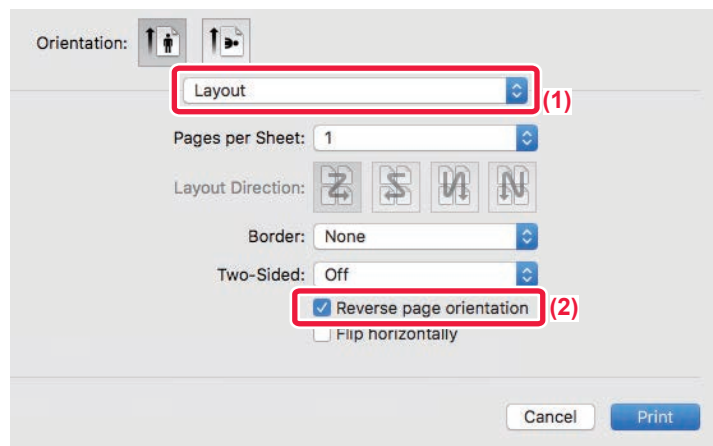 Orientation:
Layout
(1)
Pages per Sheet: 1
Layout Direction:
Border: None
Two-Sided: Off
Reverse page orientation
(2)
Flip horizontally
Cancel Print